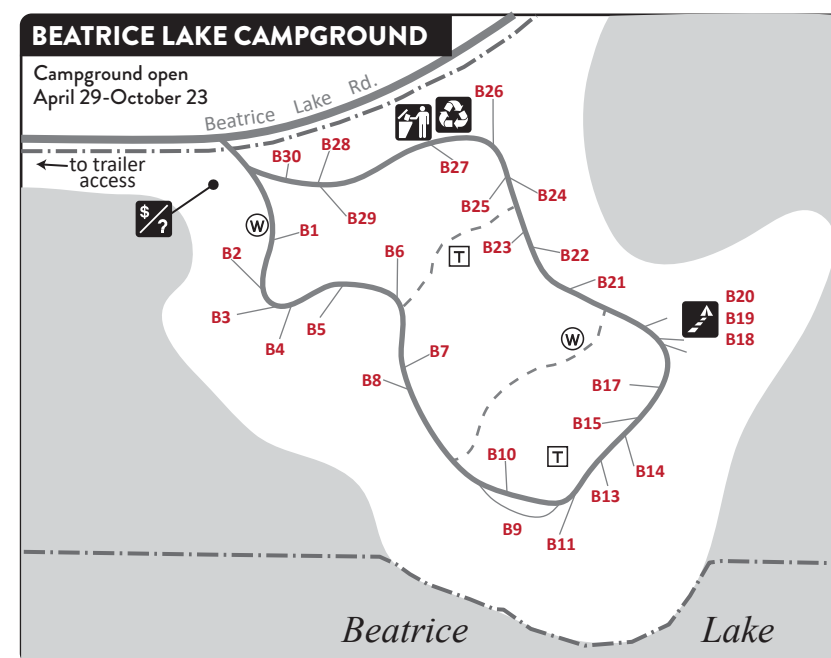 BEATRICE LAKE CAMPGROUND
Campground open
April 29-October 23
Beatrice Lake Rd.
to trailer
access
$/?
W
B30
B28
B29
B27
B26
B25
B24
B23
B22
B21
B1
B2
B3
B4
B5
B6
T
B7
B8
W
B20
B19
B18
B17
B15
B14
B13
T
B10
B9
B11
Beatrice Lake